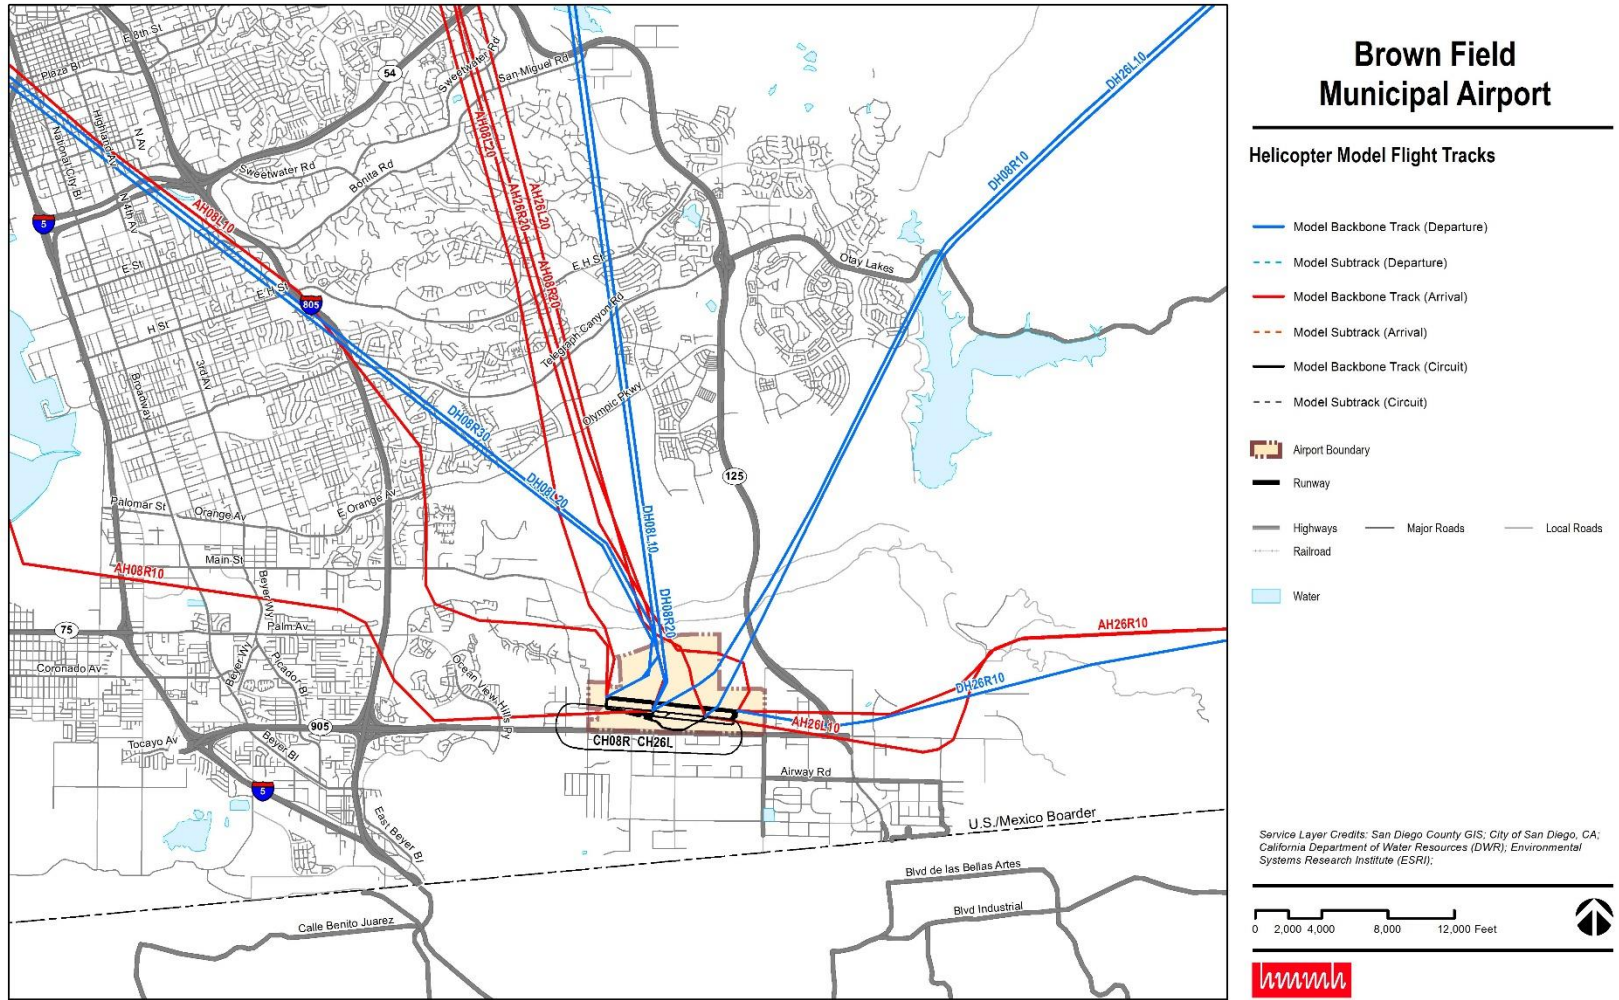 Brown Field
Municipal Airport
Helicopter Model Flight Tracks
Model Backbone Track (Departure)
Model Subtrack (Departure)
Model Backbone Track (Arrival)
Model Subtrack (Arrival)
Model Backbone Track (Circuit)
Model Subtrack (Circuit)
Airport Boundary
Runway
Highways
Major Roads
Local Roads
Railroad
Water
Service Layer Credits: San Diego County GIS; City of San Diego, CA;
California Department of Water Resources (DWR); Environmental
Systems Research Institute (ESRI);
0 2,000 4,000 8,000 12,000 Feet
hmmh
E 8th St
Plaza Bl
National City Bl
Highland Av
N Av
N 4th Av
54
Sweetwater Rd
San Miguel Rd
Sweetwater Rd
Bonita Rd
5
AH08L10
AH08L20
AH26R20
AH26L20
AH08R20
DH26L10
DH08R10
E St
E H St
805
E H St
H St
Otay Lakes
Telegraph Canyon Rd
3rd Av
Broadway
Olympic Pkwy
DH08R30
DH08L20
125
Palomar St
Orange Av
E Orange Av
DH08L10
Main St
AH08R10
Beyer Wy
DH08R20
75
Palm Av
AH26R10
Coronado Av
Beyer Wy
Picador Bl
Ocean View Hills Py
DH26R10
AH26L10
905
Tocayo Av
Beyer Bl
CH08R CH26L
Airway Rd
5
East Beyer Bl
U.S./Mexico Boarder
Blvd de las Bellas Artes
Blvd Industrial
Calle Benito Juarez